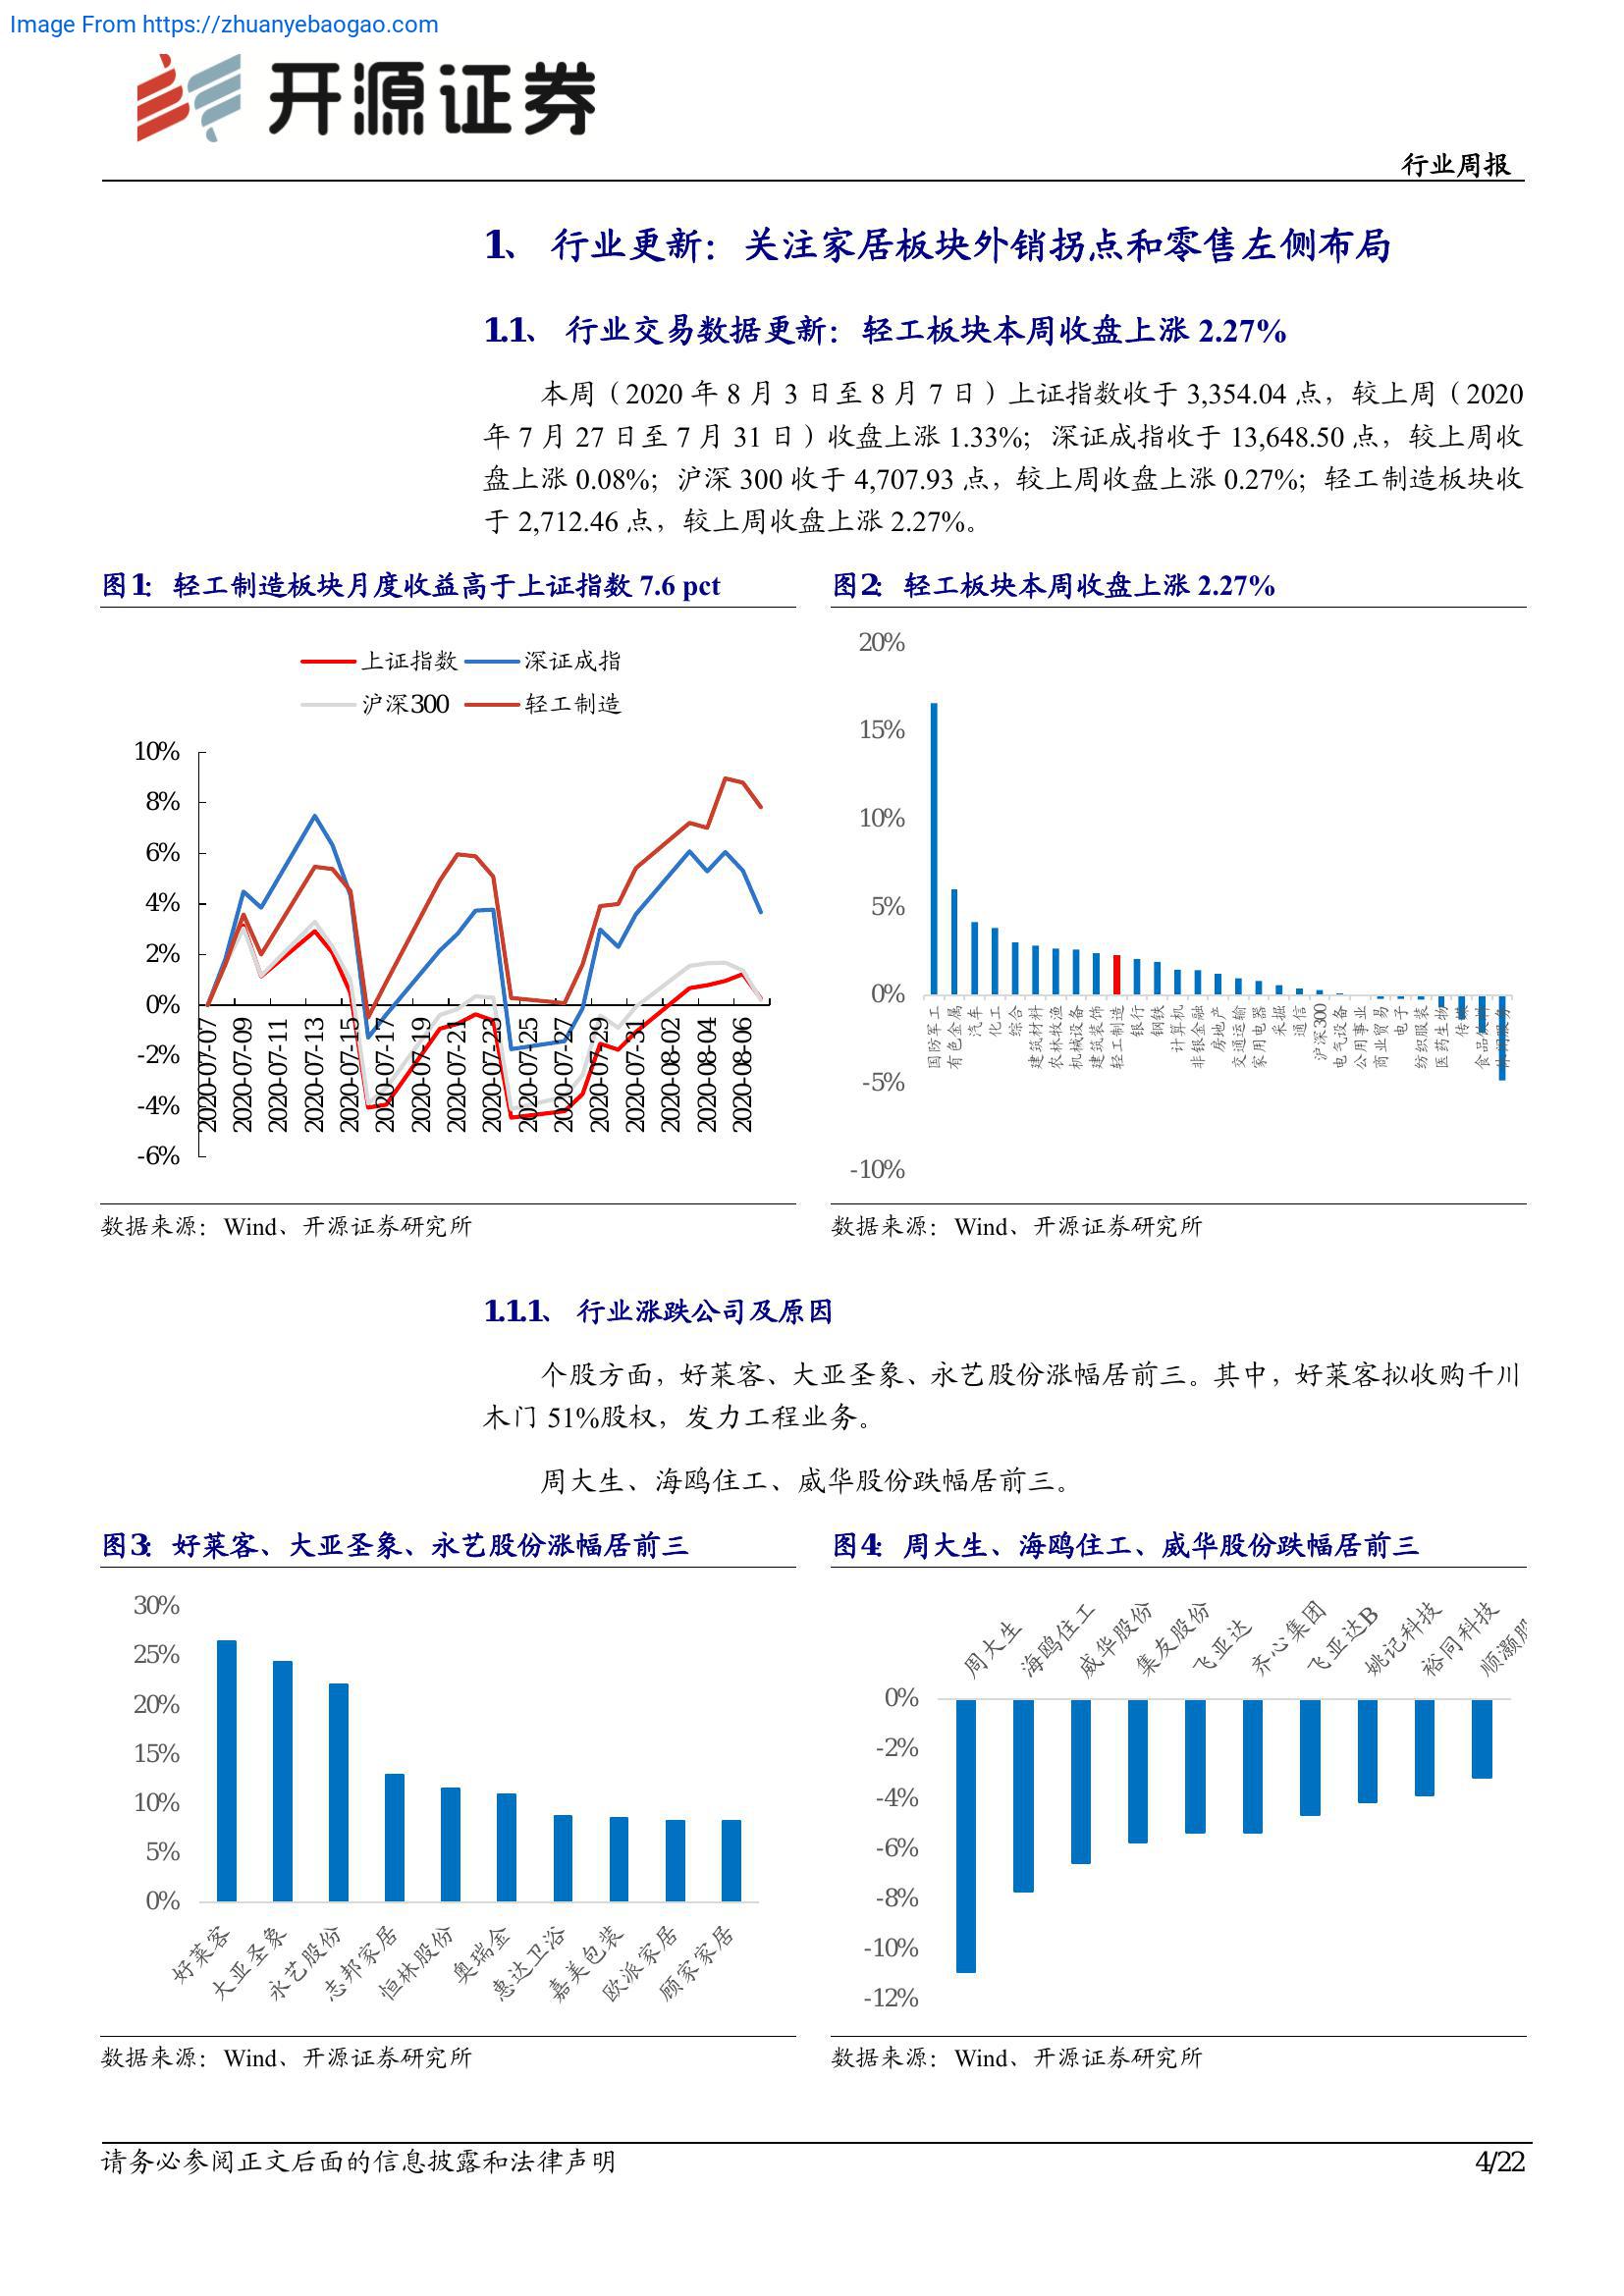 Image From https://zhuanyebaogao.com
开源证券
行业周报
1、 行业更新：关注家居板块外销拐点和零售左侧布局
1.1、 行业交易数据更新：轻工板块本周收盘上涨 2.27%
本周（2020 年 8 月 3 日至 8 月 7 日）上证指数收于 3,354.04 点，较上周（2020
年 7 月 27 日至 7 月 31 日）收盘上涨 1.33%；深证成指收于 13,648.50 点，较上周收
盘上涨 0.08%；沪深 300 收于 4,707.93 点，较上周收盘上涨 0.27%；轻工制造板块收
于 2,712.46 点，较上周收盘上涨 2.27%。
图1：轻工制造板块月度收益高于上证指数 7.6 pct
上证指数 深证成指
沪深300 轻工制造
10%
8%
6%
4%
2%
0%
-2%
-4%
-6%
2020-07-07
2020-07-09
2020-07-11
2020-07-13
2020-07-15
2020-07-17
2020-07-19
2020-07-21
2020-07-23
2020-07-25
2020-07-27
2020-07-29
2020-07-31
2020-08-02
2020-08-04
2020-08-06
数据来源：Wind、开源证券研究所
图2：轻工板块本周收盘上涨 2.27%
20%
15%
10%
5%
0%
-5%
-10%
国防军工
有色金属
汽车
化工
综合
建筑材料
农林牧渔
机械设备
建筑装饰
轻工制造
银行
钢铁
计算机
非银金融
房地产
交通运输
家用电器
采掘
通信
沪深300
电气设备
公用事业
商业贸易
电子
纺织服装
医药生物
传媒
食品饮料
休闲服务
数据来源：Wind、开源证券研究所
1.1.1、 行业涨跌公司及原因
个股方面，好莱客、大亚圣象、永艺股份涨幅居前三。其中，好莱客拟收购千川
木门 51%股权，发力工程业务。
周大生、海鸥住工、威华股份跌幅居前三。
图3：好莱客、大亚圣象、永艺股份涨幅居前三
30%
25%
20%
15%
10%
5%
0%
好莱客
大亚圣象
永艺股份
志邦家居
恒林股份
奥瑞金
惠达卫浴
嘉美包装
欧派家居
顾家家居
数据来源：Wind、开源证券研究所
图4：周大生、海鸥住工、威华股份跌幅居前三
周大生
海鸥住工
威华股份
集友股份
飞亚达
齐心集团
飞亚达B
姚记科技
裕同科技
顺灏股
0%
-2%
-4%
-6%
-8%
-10%
-12%
数据来源：Wind、开源证券研究所
请务必参阅正文后面的信息披露和法律声明
4/22